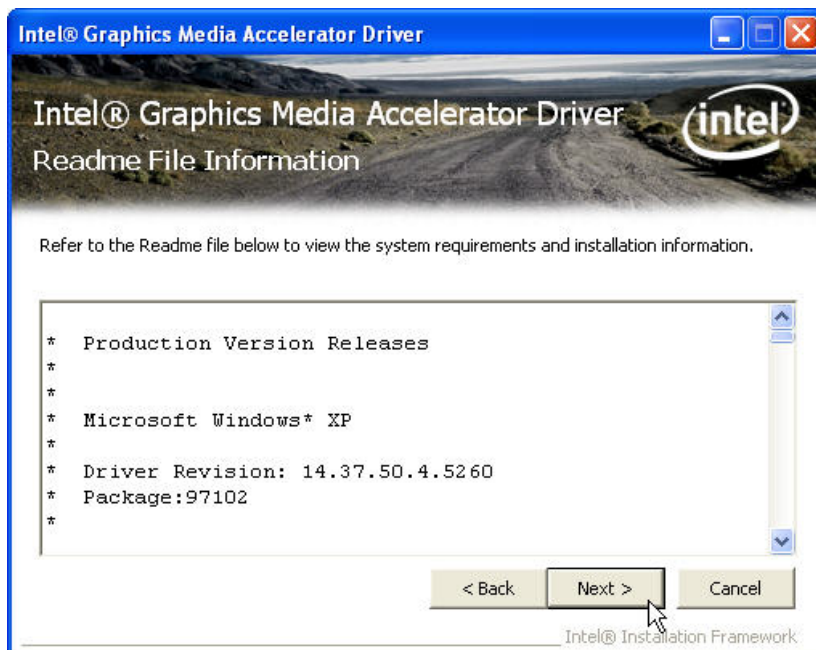 Intel® Graphics Media Accelerator Driver
Intel® Graphics Media Accelerator Driver
intel
Readme File Information
Refer to the Readme file below to view the system requirements and installation information.
* Production Version Releases
*
*
* Microsoft Windows* XP
*
* Driver Revision: 14.37.50.4.5260
* Package:97102
*
< Back Next > Cancel
Intel® Installation Framework